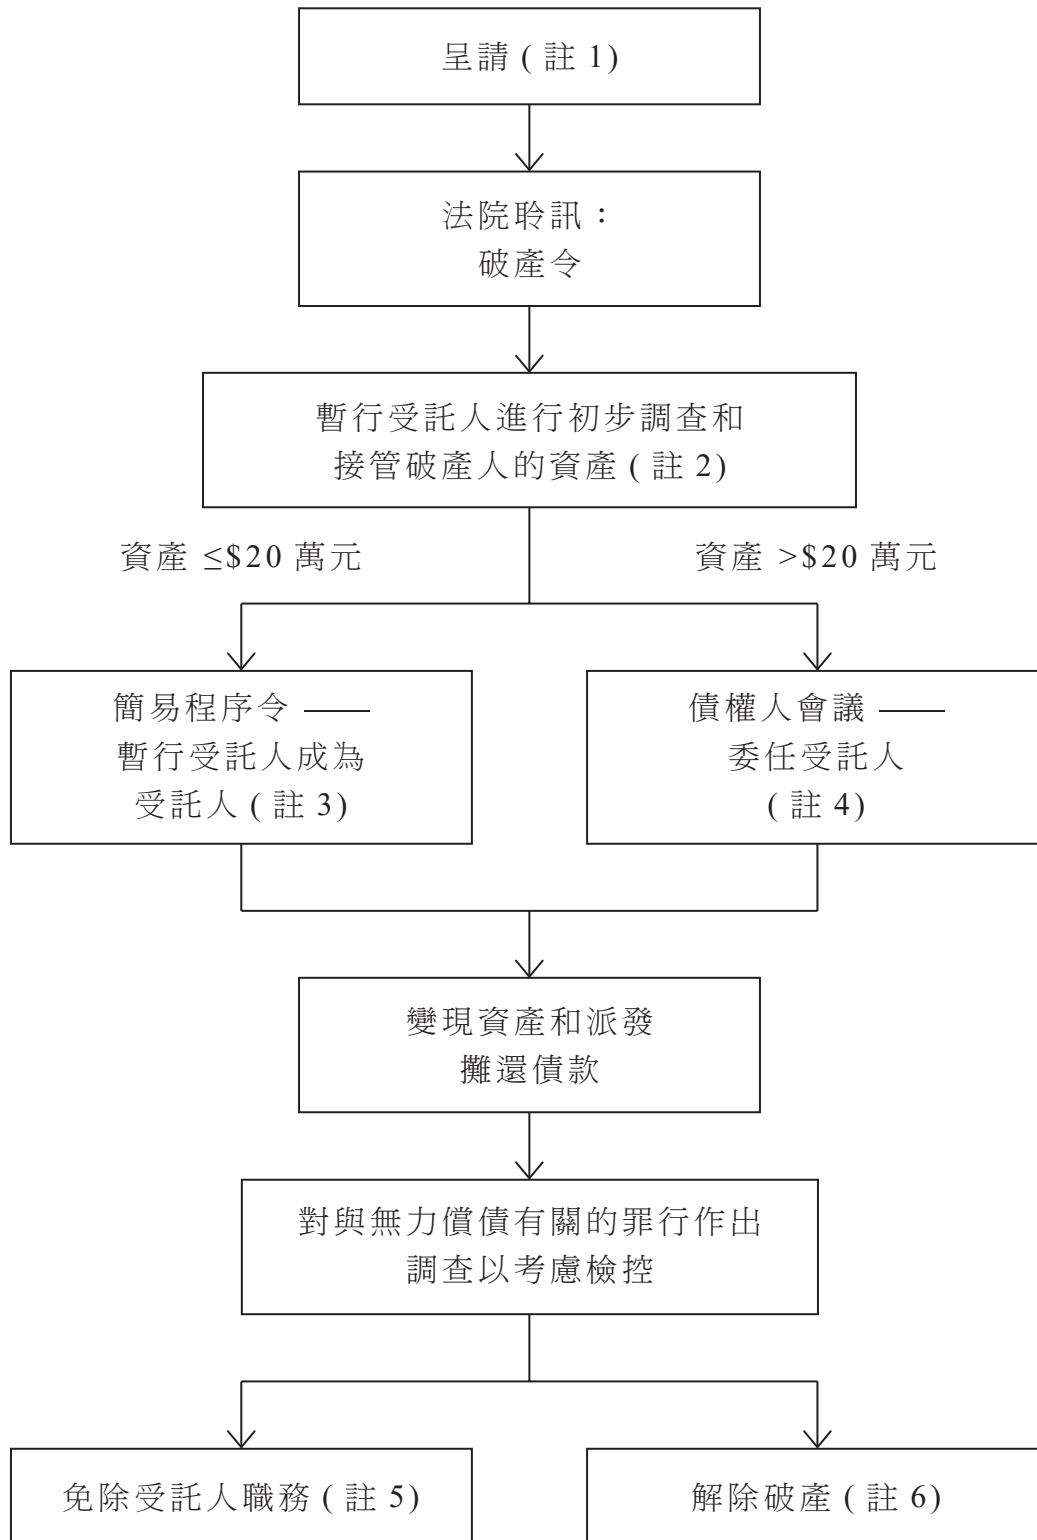 呈請 ( 註 1)
法院聆訊：
破產令
暫行受託人進行初步調查和
接管破產人的資產 ( 註 2)
資產 ≤$20 萬元
資產 >$20 萬元
簡易程序令 ——
暫行受託人成為
受託人 ( 註 3)
債權人會議 ——
委任受託人
( 註 4)
變現資產和派發
攤還債款
對與無力償債有關的罪行作出
調查以考慮檢控
免除受託人職務 ( 註 5)
解除破產 ( 註 6)